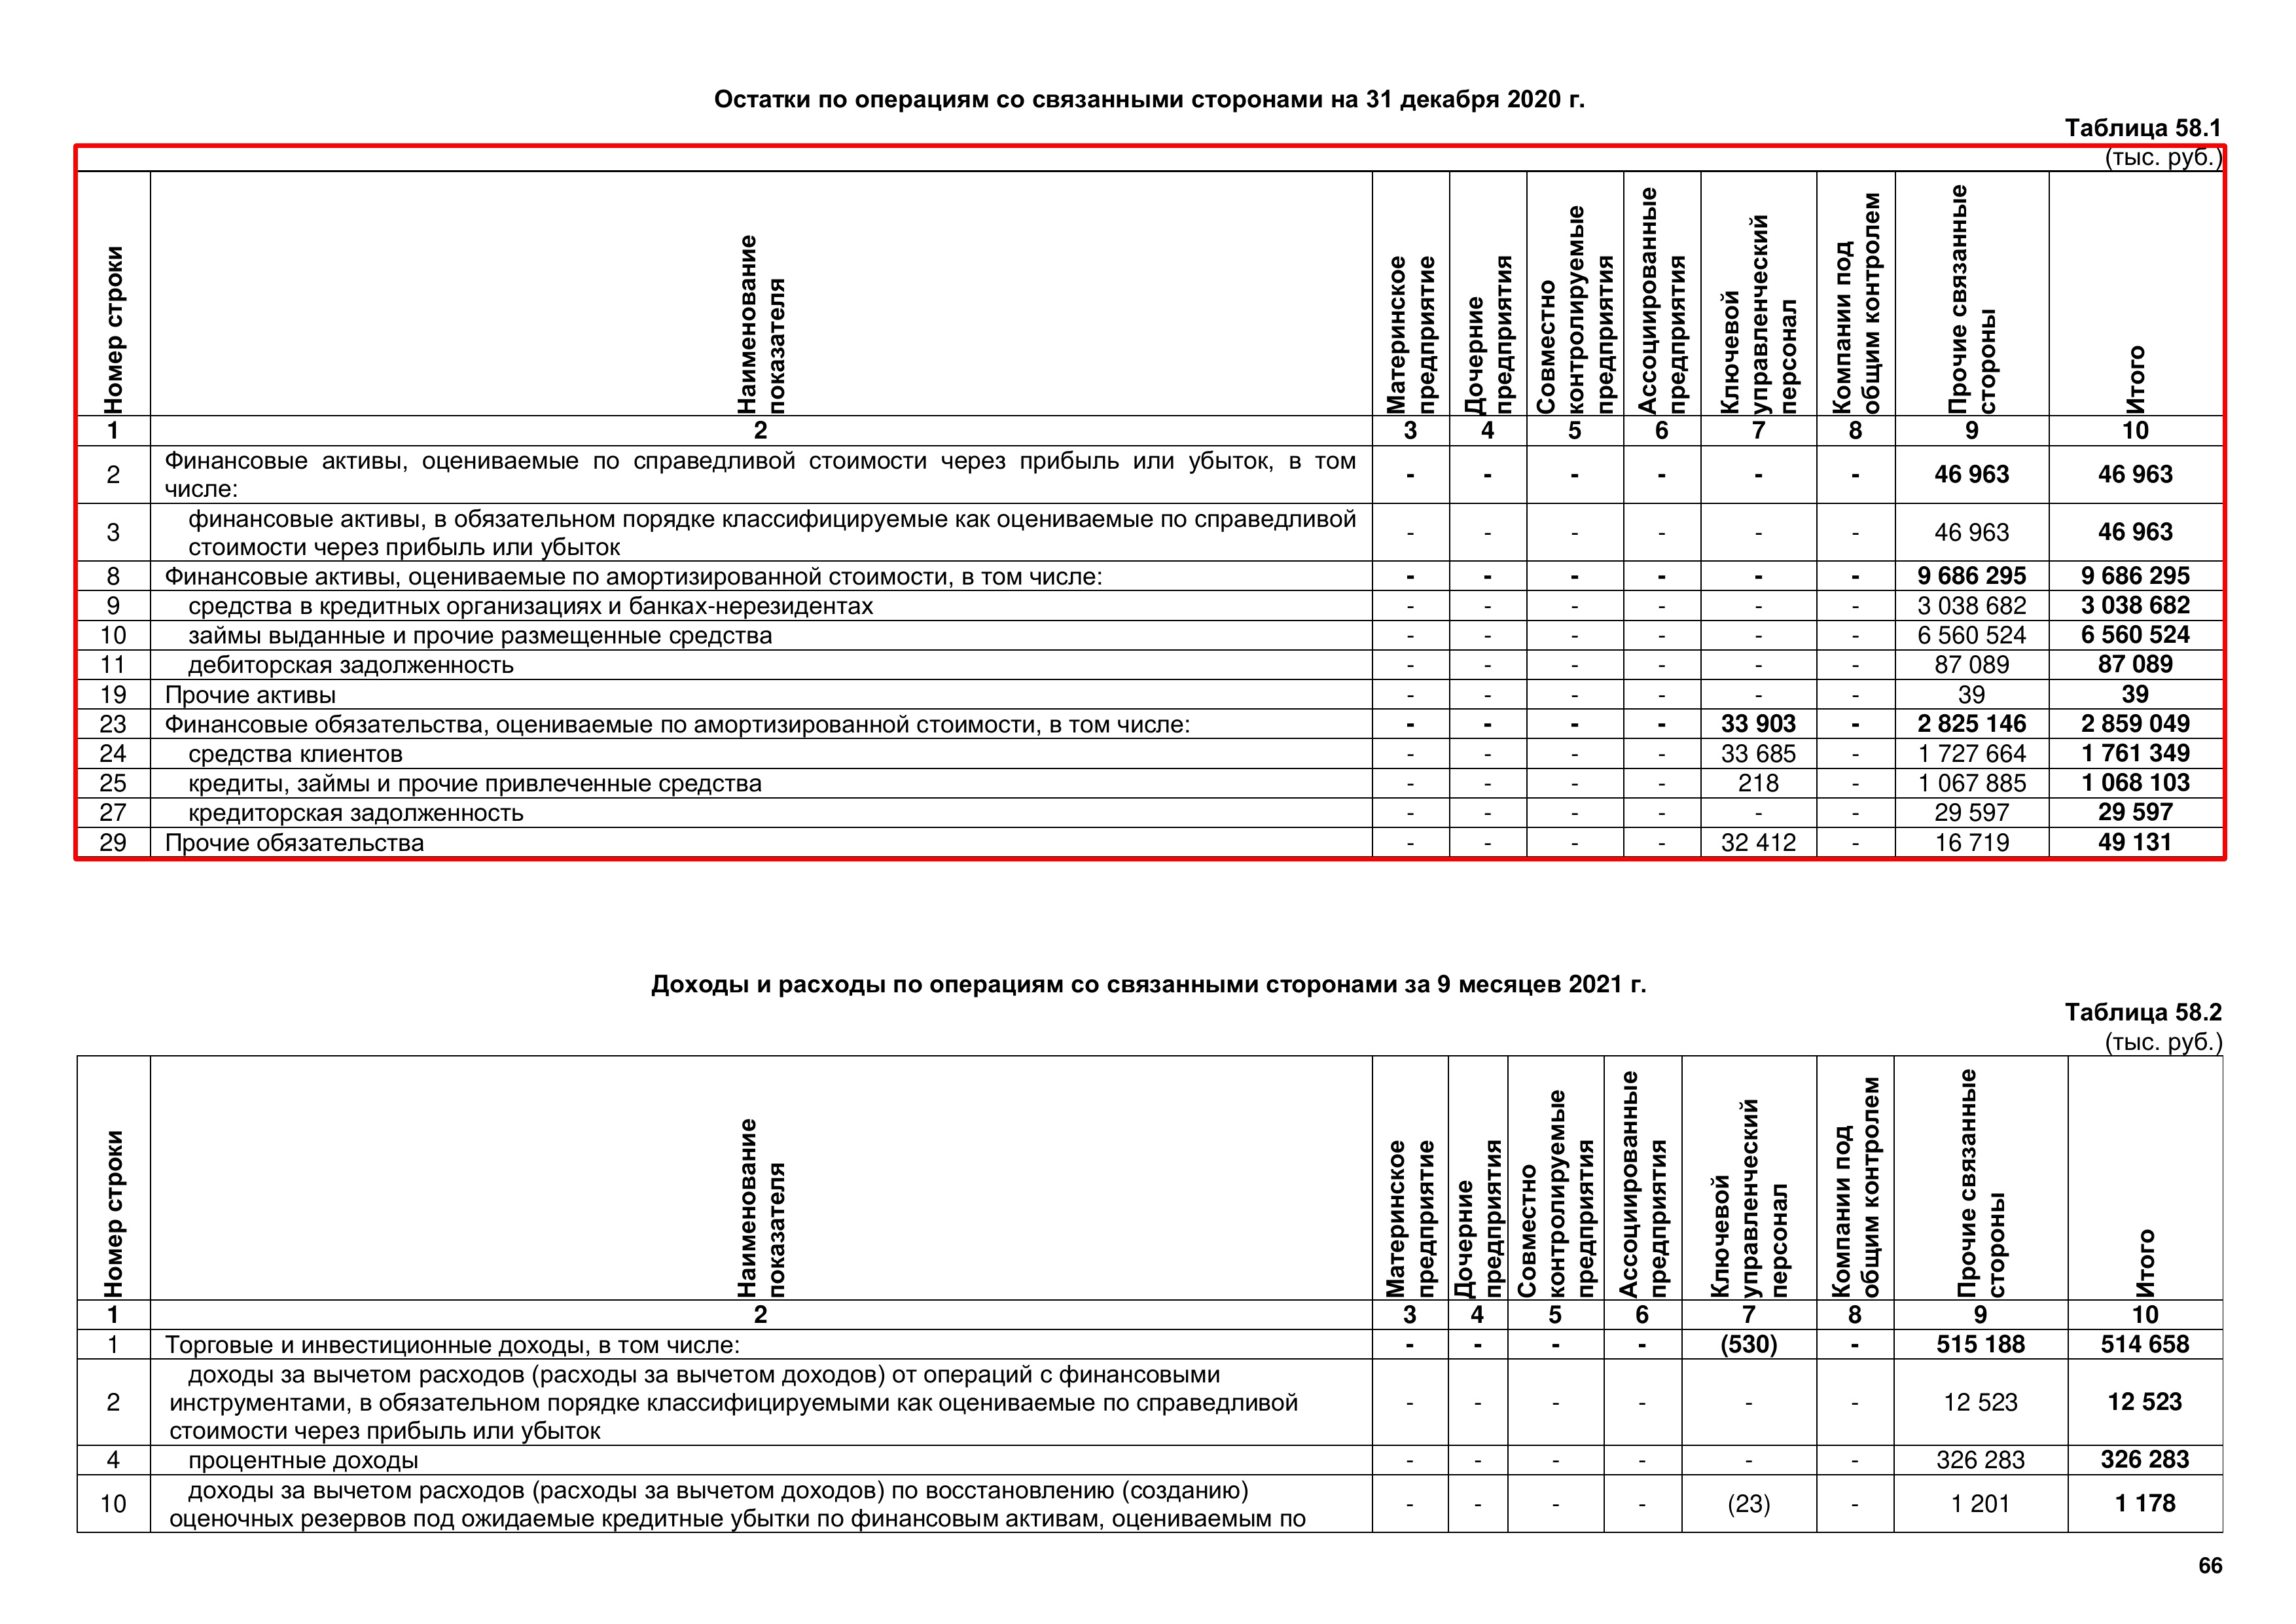 Остатки по операциям со связанными сторонами на 31 декабря 2020 г.
Таблица 58.1
(тыс. руб.)
Номер строки
Наименование
показателя
Материнское
предприятие
Дочерние
предприятия
Совместно
контролируемые
предприятия
Ассоциированные
предприятия
Ключевой
управленческий
персонал
Компании под
общим контролем
Прочие связанные
стороны
Итого
1 2 3 4 5 6 7 8 9 10
2 Финансовые активы, оцениваемые по справедливой стоимости через прибыль или убыток, в том
числе: - - - - - - 46 963 46 963
3 финансовые активы, в обязательном порядке классифицируемые как оцениваемые по справедливой
стоимости через прибыль или убыток - - - - - - 46 963 46 963
8 Финансовые активы, оцениваемые по амортизированной стоимости, в том числе: - - - - - - 9 686 295 9 686 295
9 средства в кредитных организациях и банках-нерезидентах - - - - - - 3 038 682 3 038 682
10 займы выданные и прочие размещенные средства - - - - - - 6 560 524 6 560 524
11 дебиторская задолженность - - - - - - 87 089 87 089
19 Прочие активы - - - - - - 39 39
23 Финансовые обязательства, оцениваемые по амортизированной стоимости, в том числе: - - - - 33 903 - 2 825 146 2 859 049
24 средства клиентов - - - - 33 685 - 1 727 664 1 761 349
25 кредиты, займы и прочие привлеченные средства - - - - 218 - 1 067 885 1 068 103
27 кредиторская задолженность - - - - - - 29 597 29 597
29 Прочие обязательства - - - - 32 412 - 16 719 49 131
Доходы и расходы по операциям со связанными сторонами за 9 месяцев 2021 г.
Таблица 58.2
(тыс. руб.)
Номер строки
Наименование
показателя
Материнское
предприятие
Дочерние
предприятия
Совместно
контролируемые
предприятия
Ассоциированные
предприятия
Ключевой
управленческий
персонал
Компании под
общим контролем
Прочие связанные
стороны
Итого
1 2 3 4 5 6 7 8 9 10
1 Торговые и инвестиционные доходы, в том числе: - - - - (530) - 515 188 514 658
2 доходы за вычетом расходов (расходы за вычетом доходов) от операций с финансовыми
инструментами, в обязательном порядке классифицируемыми как оцениваемые по справедливой
стоимости через прибыль или убыток - - - - - - 12 523 12 523
4 процентные доходы - - - - - - 326 283 326 283
10 доходы за вычетом расходов (расходы за вычетом доходов) по восстановлению (созданию)
оценочных резервов под ожидаемые кредитные убытки по финансовым активам, оцениваемым по - - - - (23) - 1 201 1 178
66